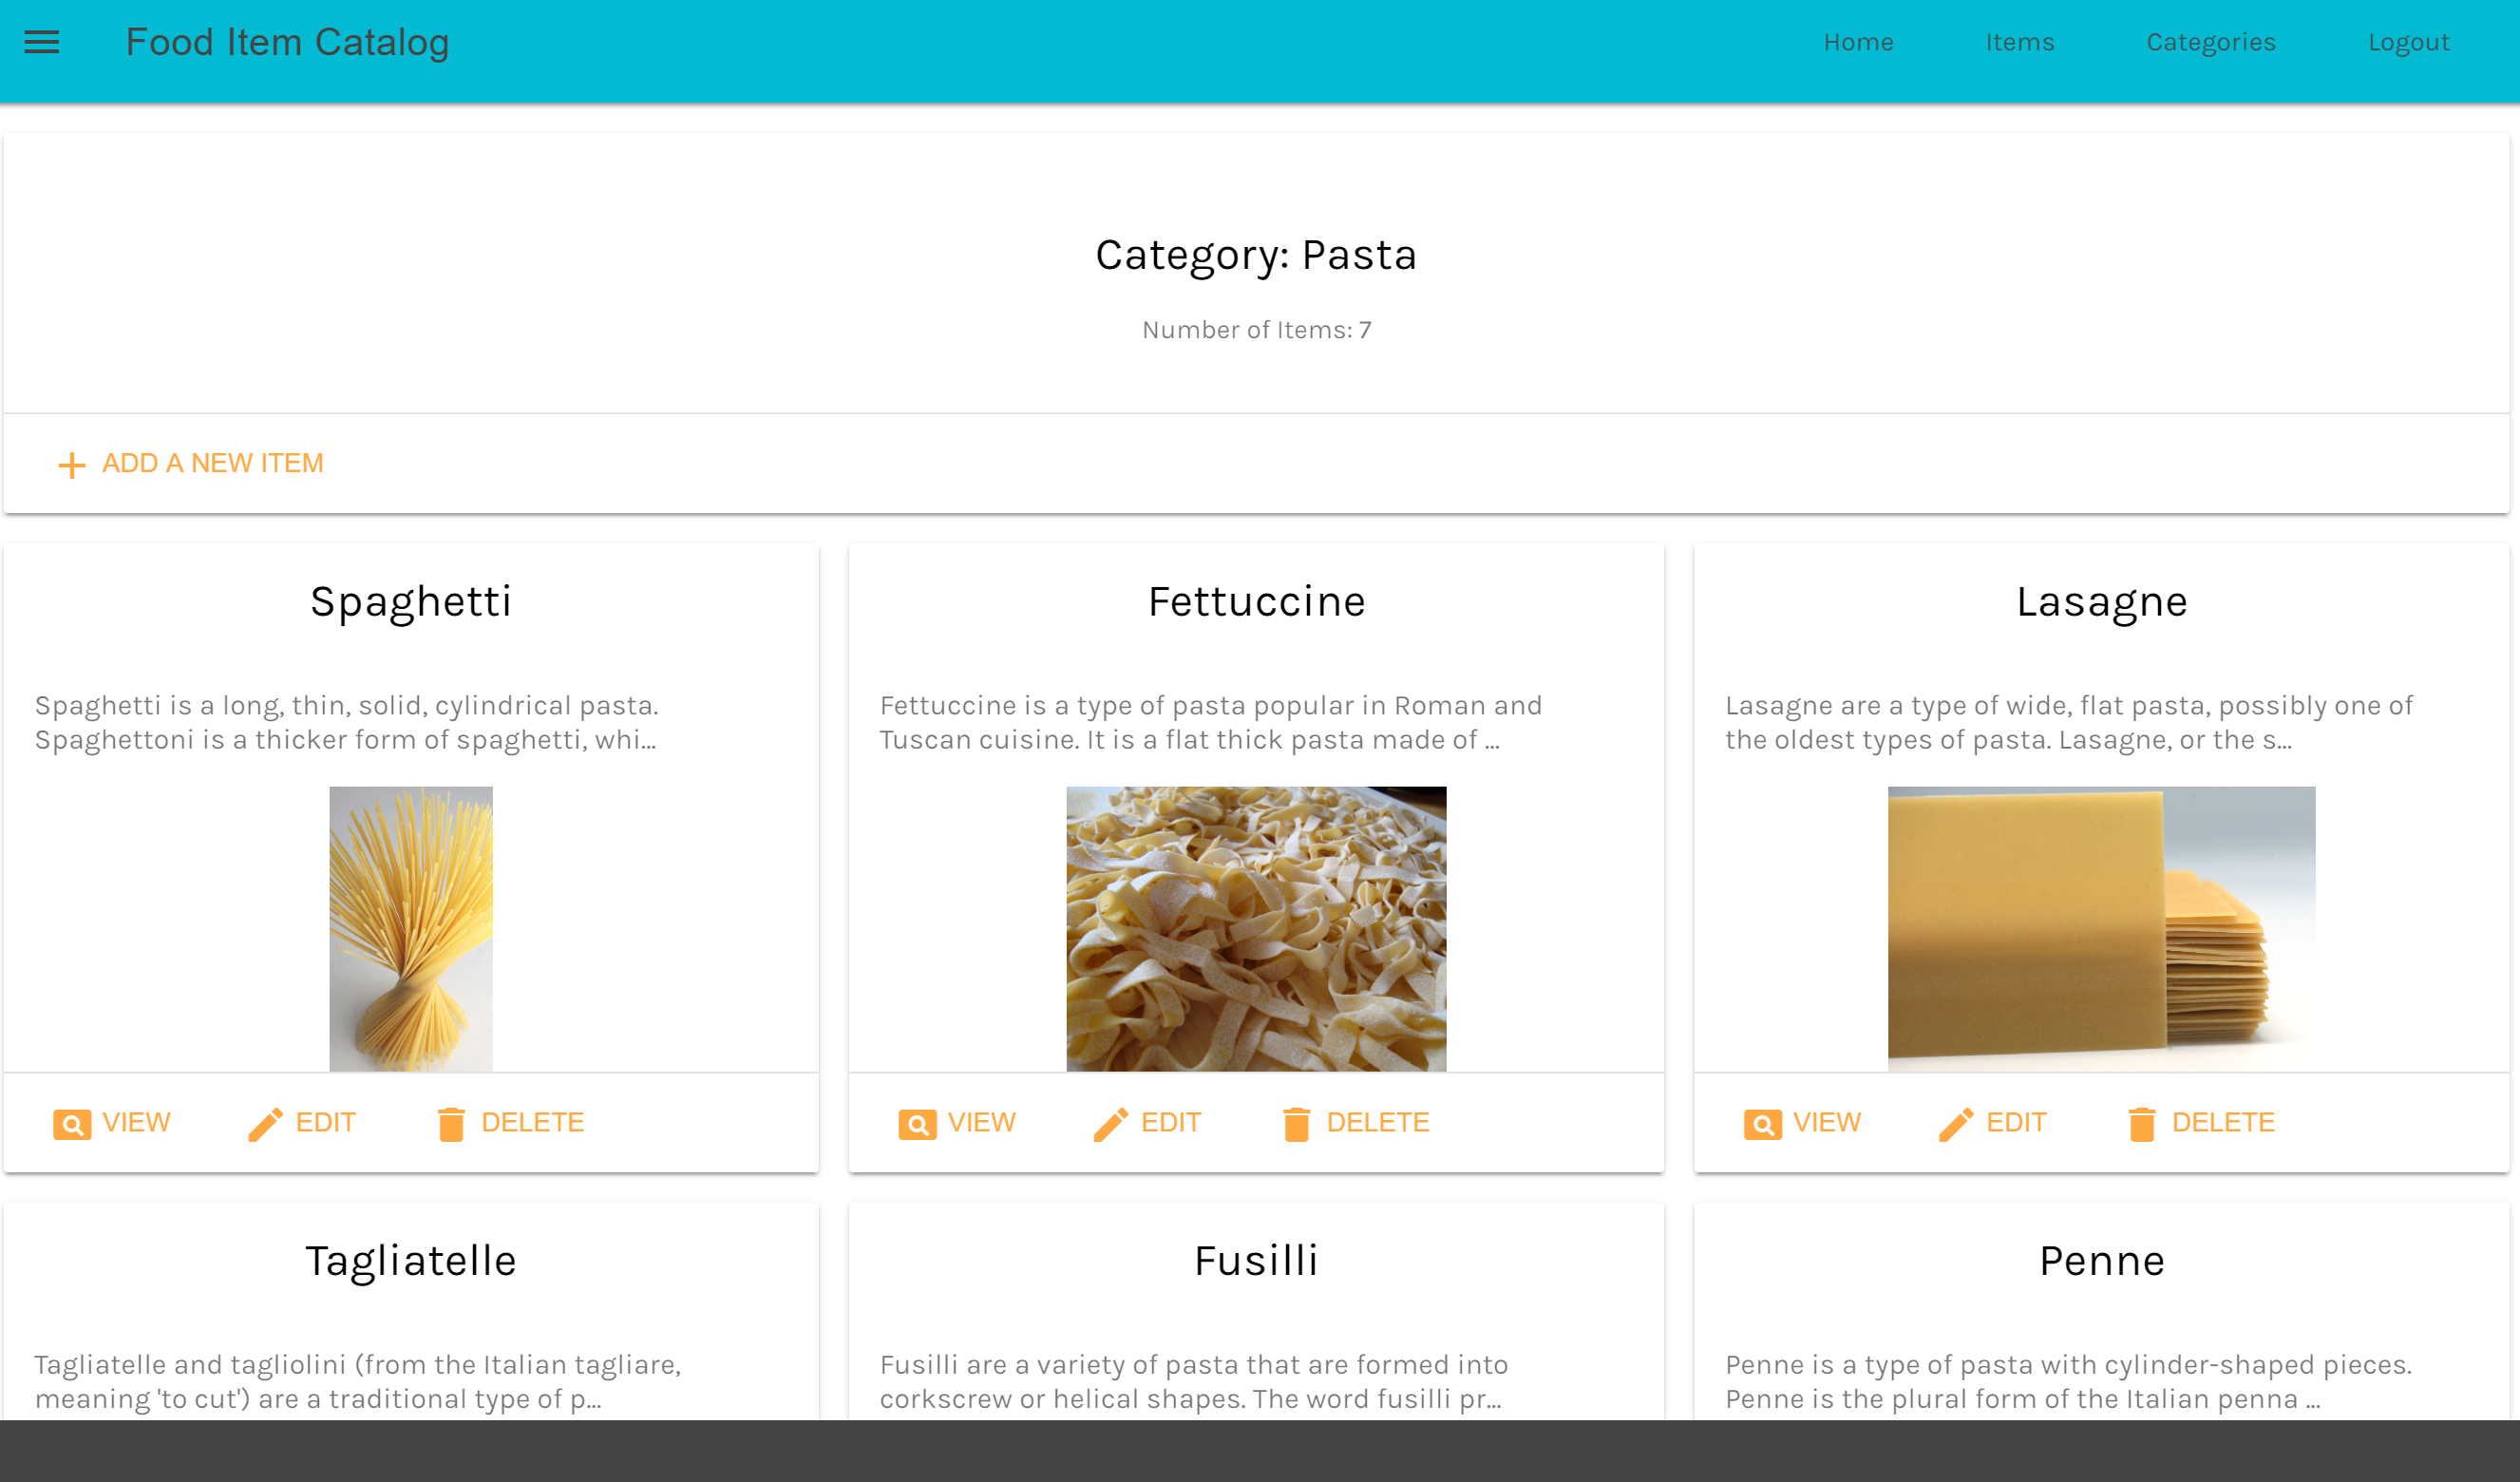 Food Item Catalog
Home Items Categories Logout
Category: Pasta
Number of Items: 7
ADD A NEW ITEM
Spaghetti
Spaghetti is a long, thin, solid, cylindrical pasta.
Spaghettoni is a thicker form of spaghetti, whi...
VIEW EDIT DELETE
Fettuccine
Fettuccine is a type of pasta popular in Roman and
Tuscan cuisine. It is a flat thick pasta made of ...
VIEW EDIT DELETE
Lasagne
Lasagne are a type of wide, flat pasta, possibly one of
the oldest types of pasta. Lasagne, or the s...
VIEW EDIT DELETE
Tagliatelle
Tagliatelle and tagliolini (from the Italian tagliare,
meaning 'to cut') are a traditional type of p...
Fusilli
Fusilli are a variety of pasta that are formed into
corkscrew or helical shapes. The word fusilli pr...
Penne
Penne is a type of pasta with cylinder-shaped pieces.
Penne is the plural form of the Italian penna ...